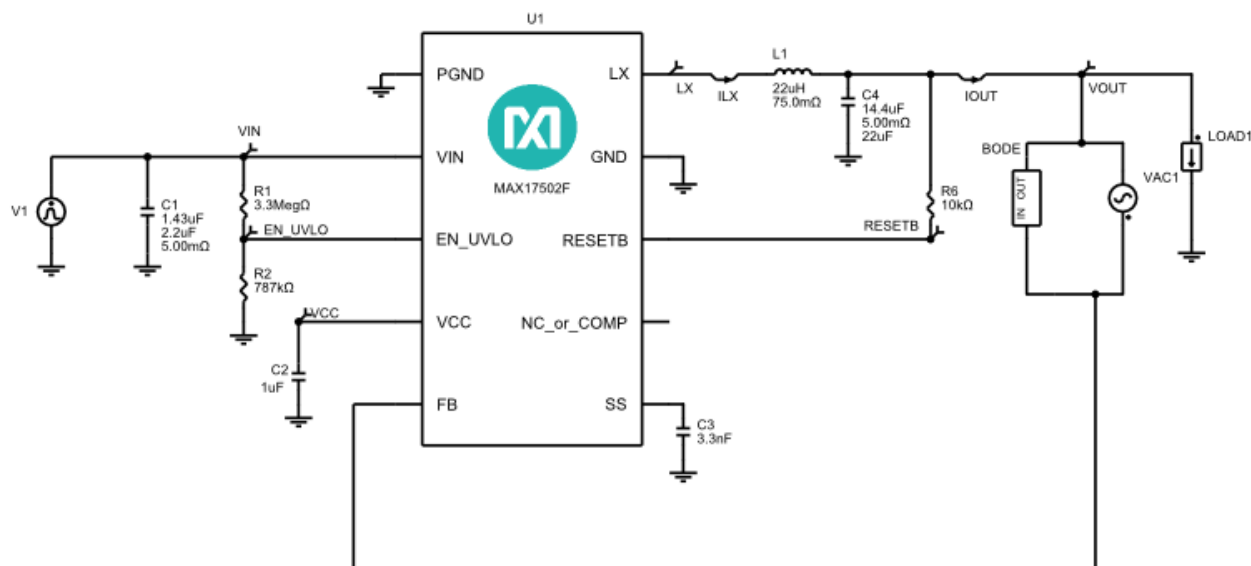 U1
PGND
LX
LX
ILX
L1
22uH
75.0mΩ
C4
14.4uF
5.00mΩ
22uF
IOUT
VOUT
LOAD1
VIN
VIN
GND
MAX17502F
BODE
IN OUT
VAC1
V1
C1
1.43uF
2.2uF
5.00mΩ
R1
3.3MegΩ
EN_UVLO
EN_UVLO
RESETB
RESETB
R6
10kΩ
R2
787kΩ
VCC
VCC
NC_or_COMP
C2
1uF
FB
SS
C3
3.3nF